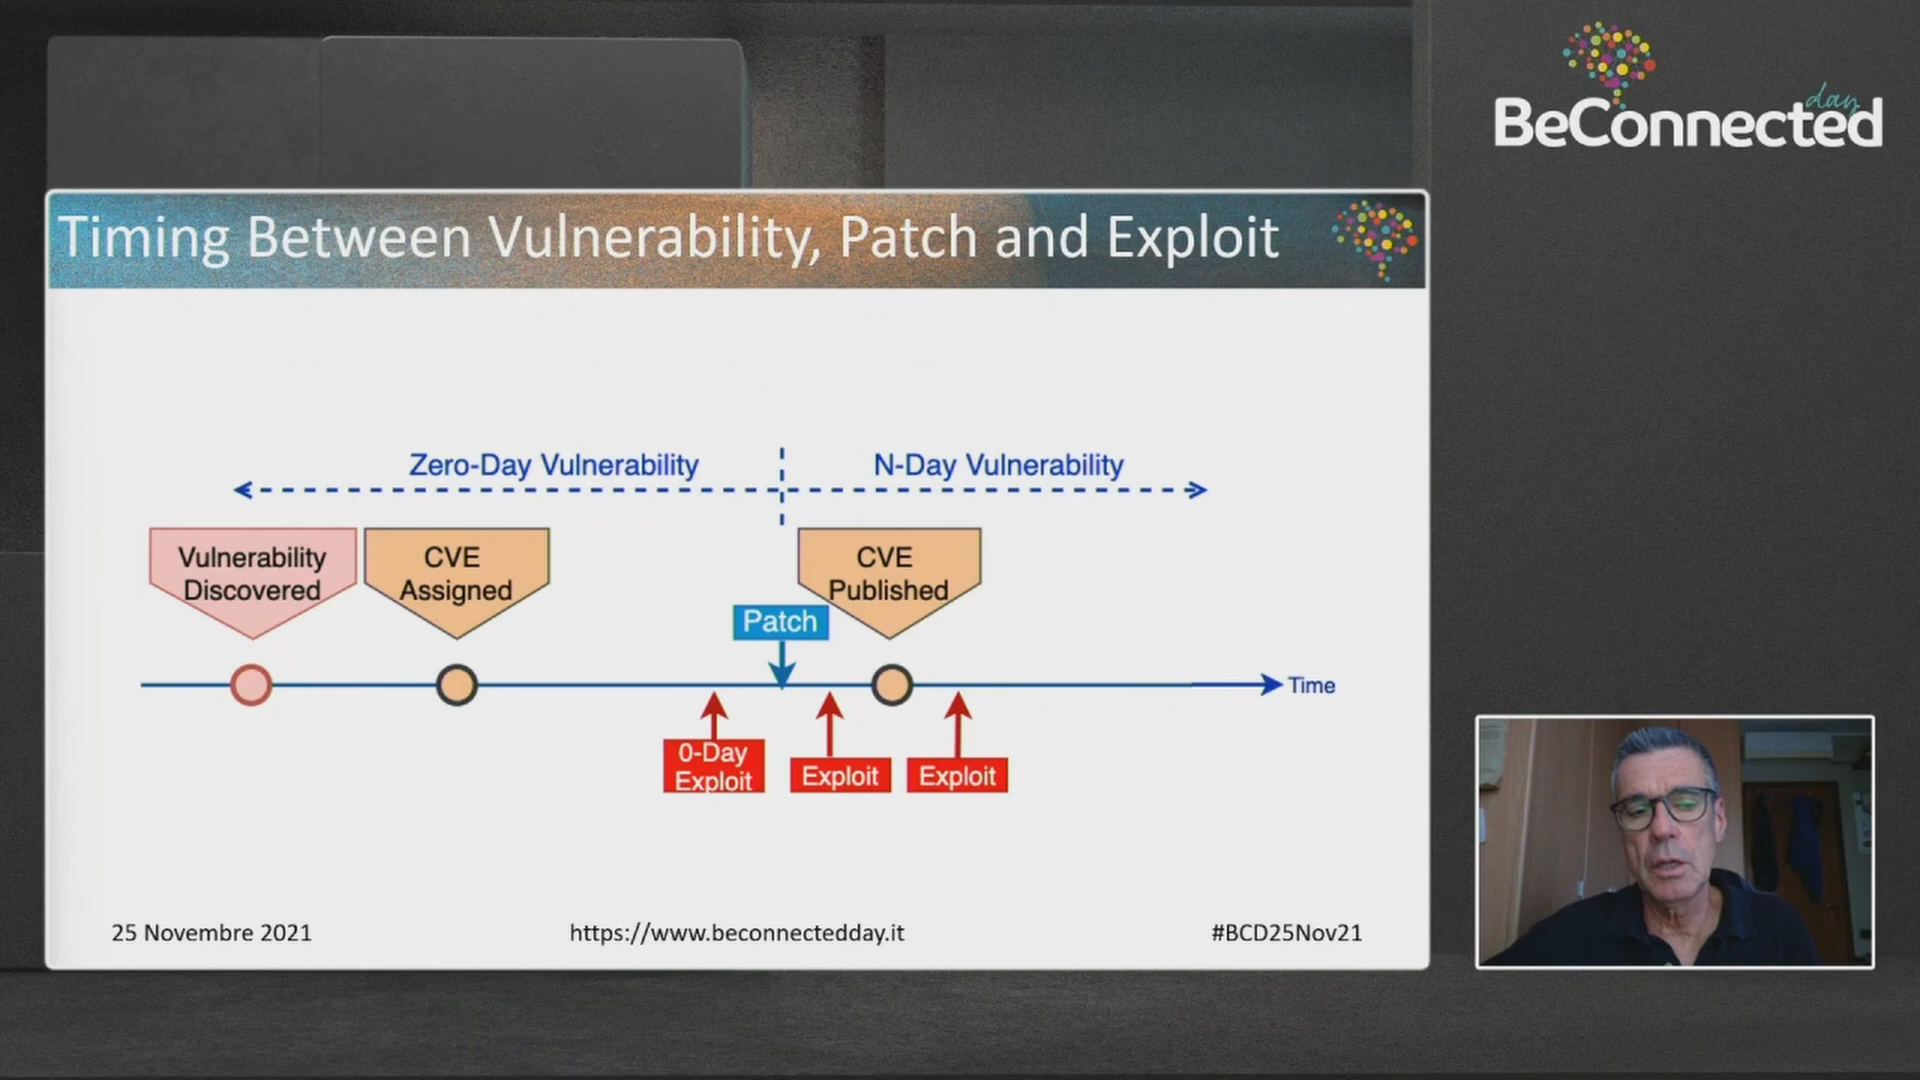 day
BeConnected
Timing Between Vulnerability, Patch and Exploit
Zero-Day Vulnerability
N-Day Vulnerability
Vulnerability
Discovered
CVE
Assigned
CVE
Published
Patch
Time
0-Day
Exploit
Exploit
Exploit
25 Novembre 2021
https://www.beconnectedday.it
#BCD25Nov21